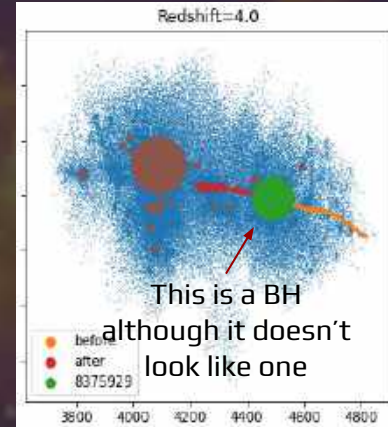 Redshift=4.0
This is a BH
although it doesn't
look like one
before
after
8375929
3800 4000 4200 4400 4600 4800